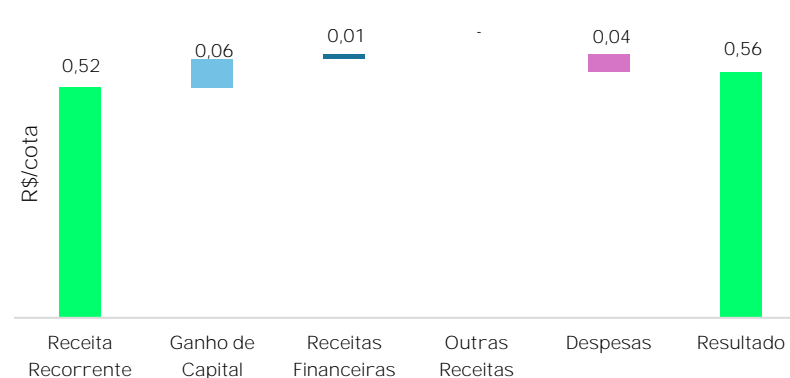 0,52
0,06
0,01
-
0,04
0,56
R$/cota
Receita
Recorrente
Ganho de
Capital
Receitas
Financeiras
Outras
Receitas
Despesas
Resultado